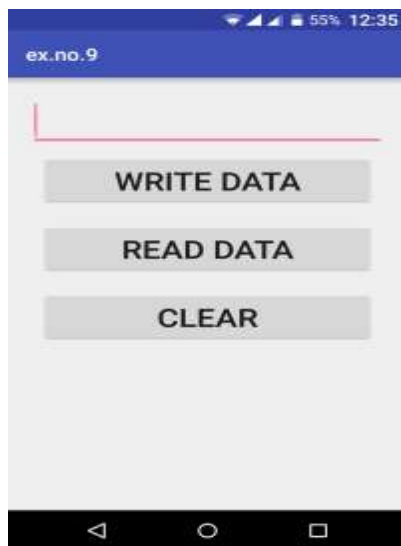 55% 12:35
ex.no.9
WRITE DATA
READ DATA
CLEAR